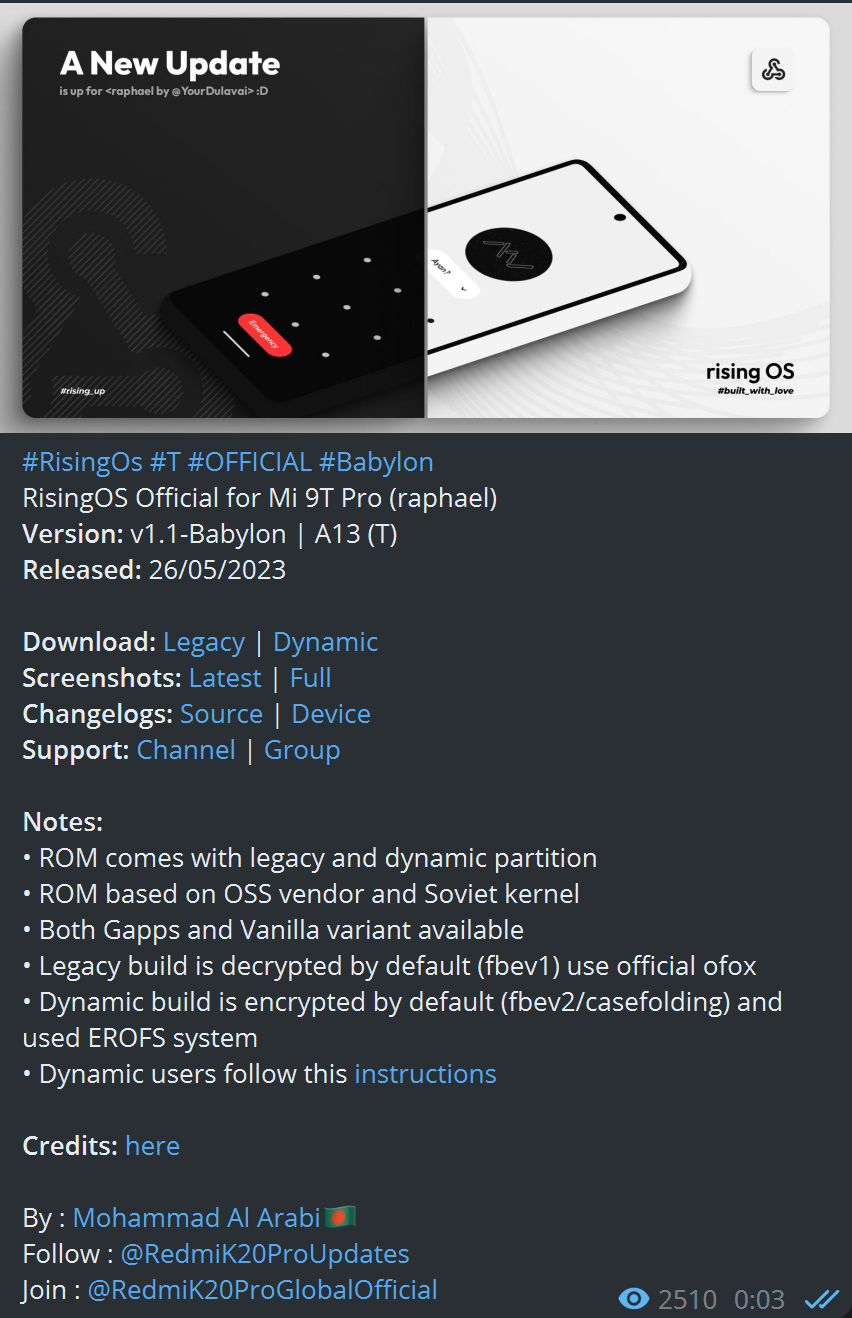 A New Update
is up for <raphael by @YourDulavai> :D
Ayan?
Emergency
#rising_up
rising OS
#built_with_love
#RisingOs #T #OFFICIAL #Babylon
RisingOS Official for Mi 9T Pro (raphael)
Version: v1.1-Babylon | A13 (T)
Released: 26/05/2023
Download: Legacy | Dynamic
Screenshots: Latest | Full
Changelogs: Source | Device
Support: Channel | Group
Notes:
• ROM comes with legacy and dynamic partition
• ROM based on OSS vendor and Soviet kernel
• Both Gapps and Vanilla variant available
• Legacy build is decrypted by default (fbev1) use official ofox
• Dynamic build is encrypted by default (fbev2/casefolding) and
used EROFS system
• Dynamic users follow this instructions
Credits: here
By : Mohammad Al Arabi🇧🇩
Follow : @RedmiK20ProUpdates
Join : @RedmiK20ProGlobalOfficial
2510 0:03